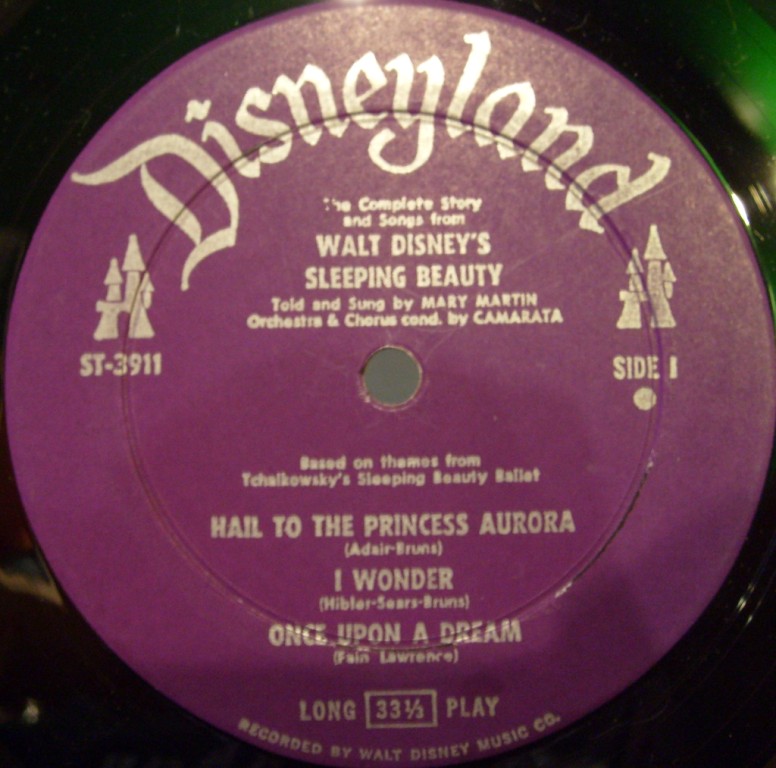 Disneyland
The Complete Story
and Songs from
WALT DISNEY'S
SLEEPING BEAUTY
Told and Sung by MARY MARTIN
Orchestra & Chorus cond. by CAMARATA
ST-3911
SIDE 1
Based on themes from
Tchaikowsky's Sleeping Beauty Ballet
HAIL TO THE PRINCESS AURORA
(Adair-Bruns)
I WONDER
(Hibler-Sears-Bruns)
ONCE UPON A DREAM
(Fain Lawrence)
LONG 33⅓ PLAY
RECORDED BY WALT DISNEY MUSIC CO.